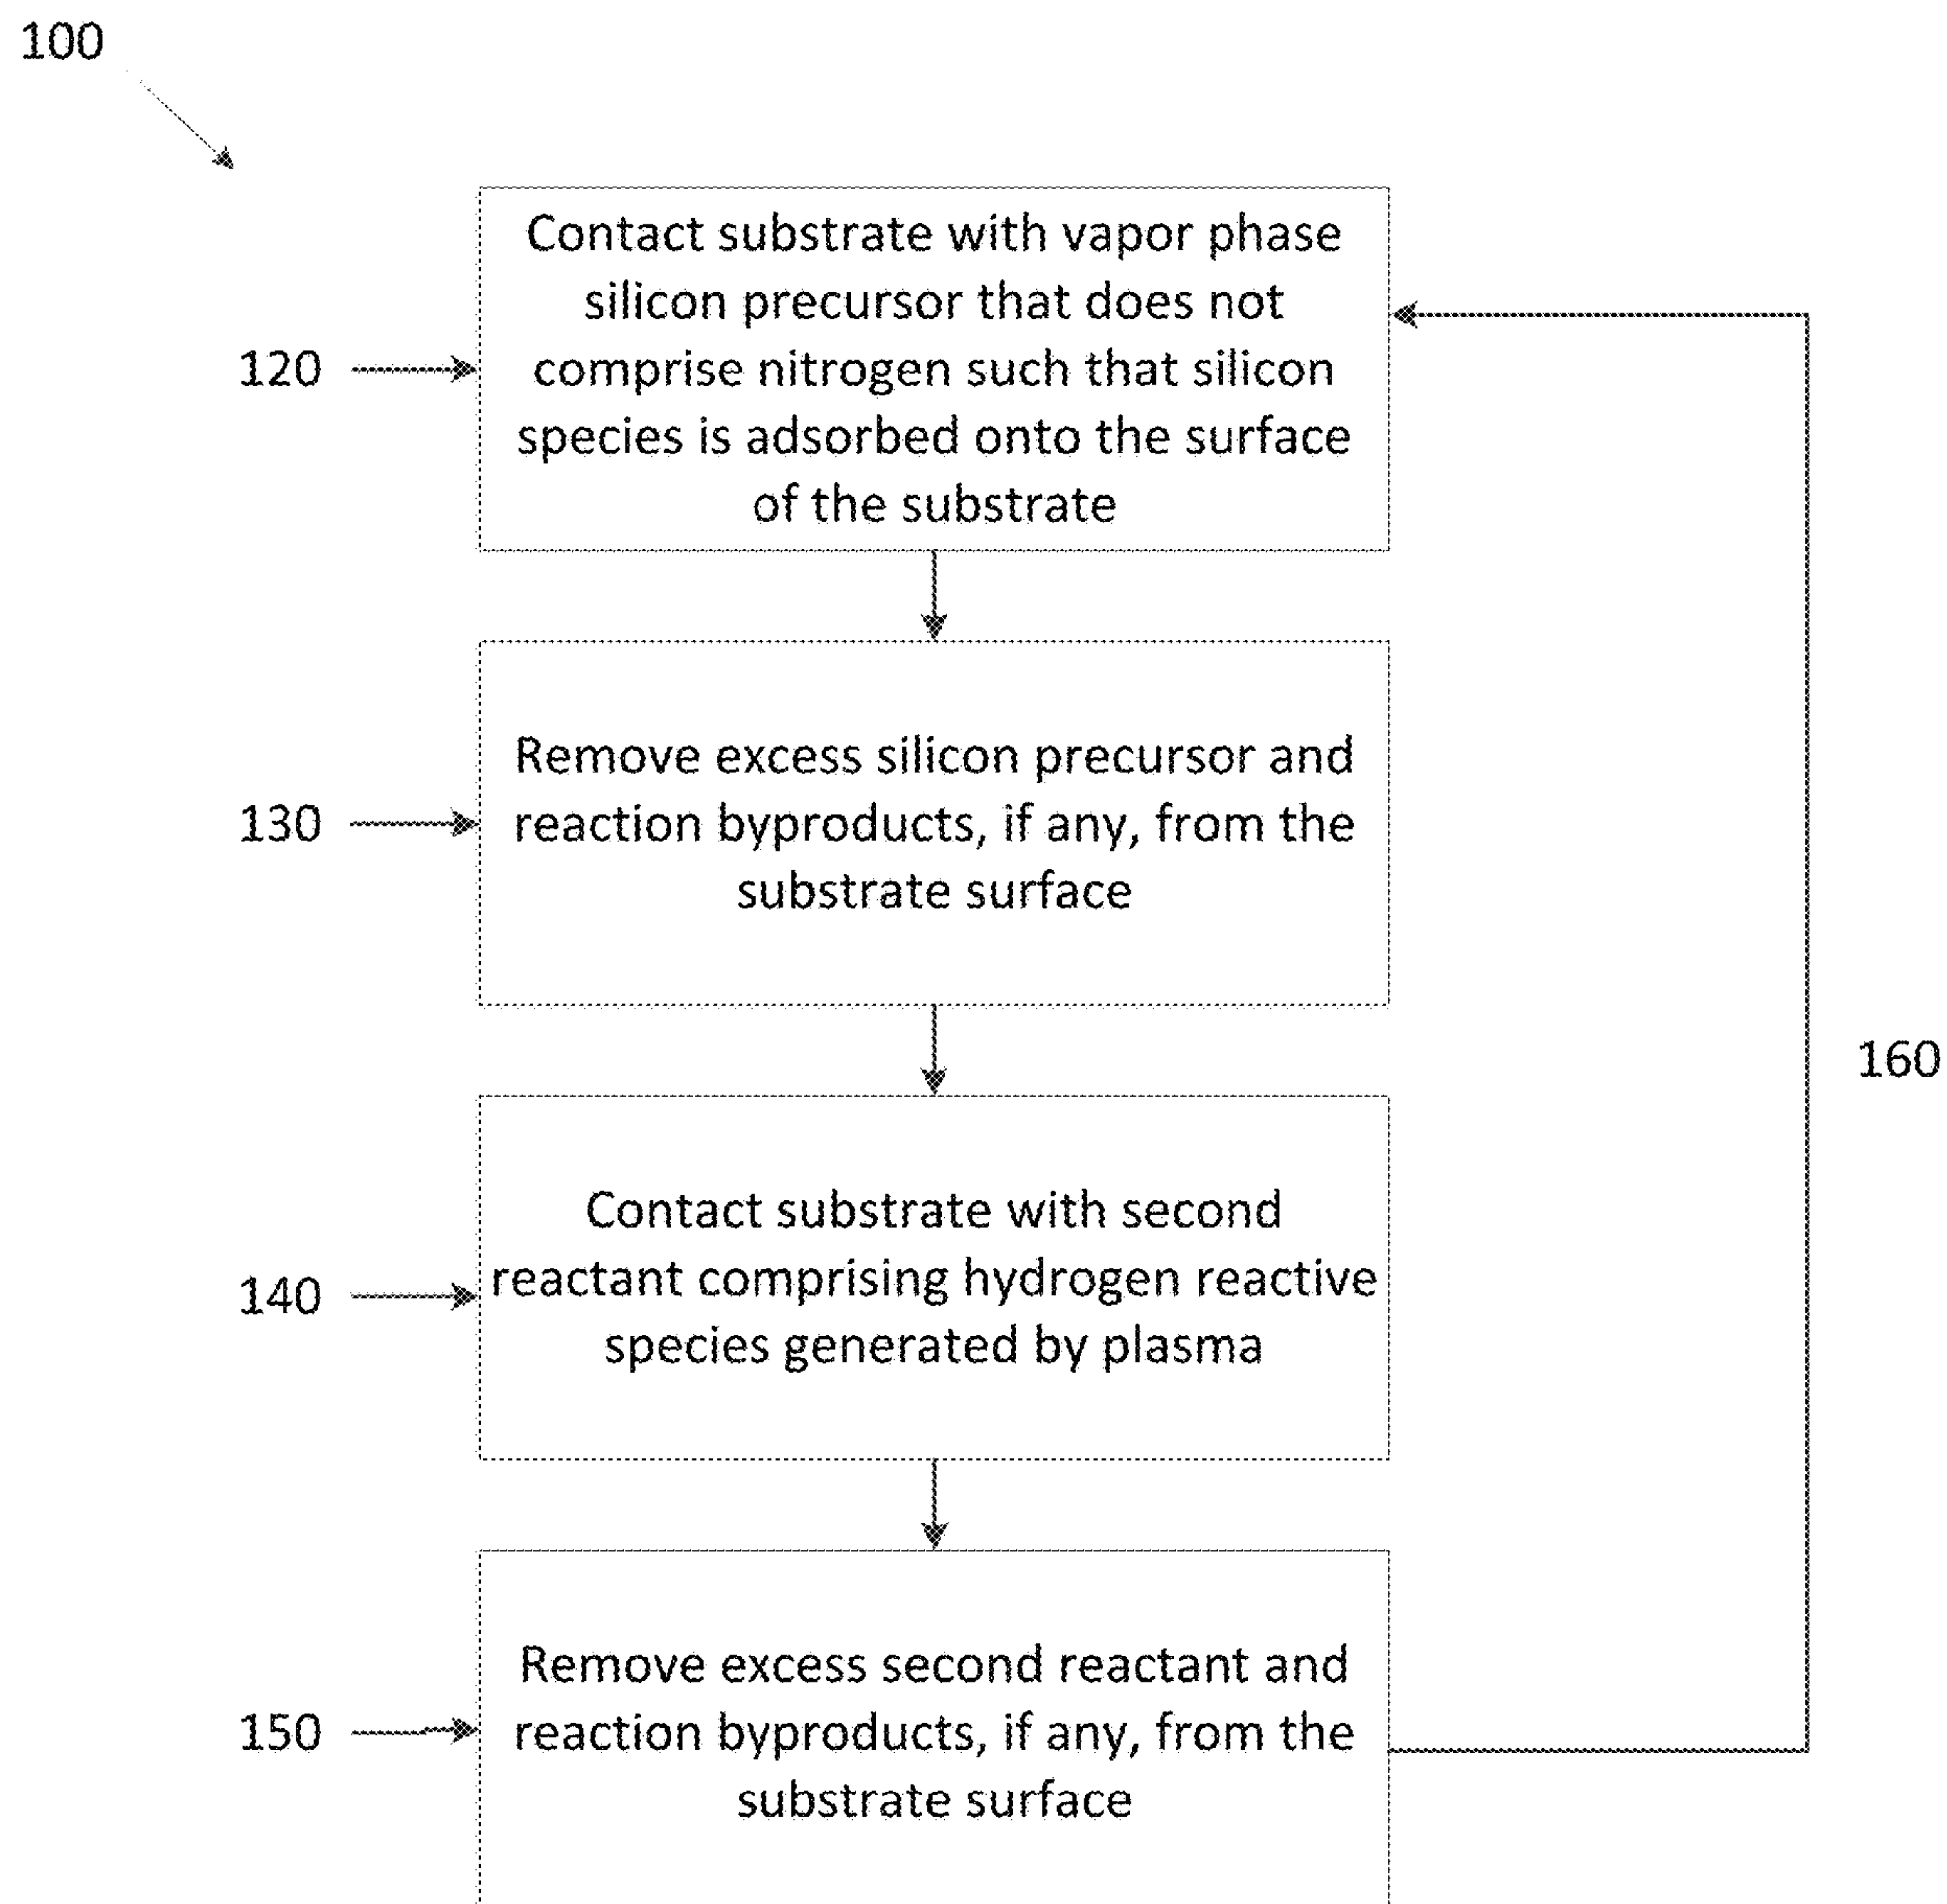 100
Contact substrate with vapor phase
silicon precursor that does not
comprise nitrogen such that silicon
species is adsorbed onto the surface
of the substrate
120
Remove excess silicon precursor and
reaction byproducts, if any, from the
substrate surface
130
Contact substrate with second
reactant comprising hydrogen reactive
species generated by plasma
140
Remove excess second reactant and
reaction byproducts, if any, from the
substrate surface
150
160